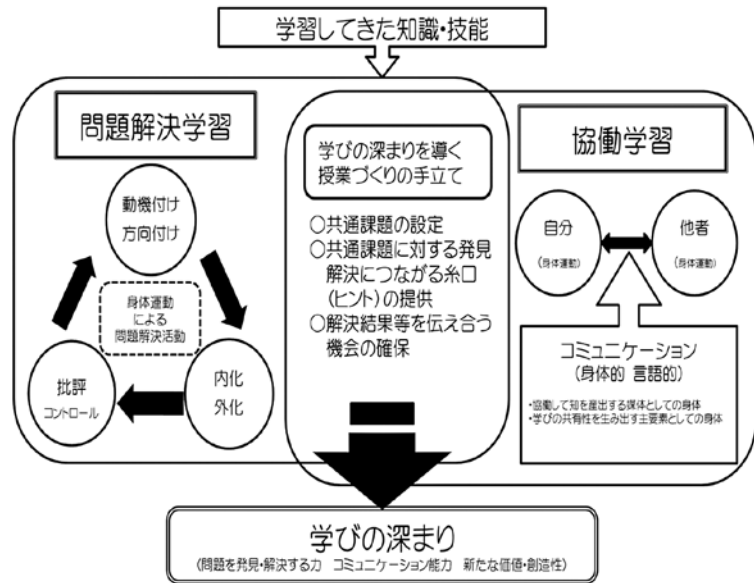 学習してきた知識・技能
問題解決学習
動機付け
方向付け
身体運動
による
問題解決活動
批評
コントロール
内化
外化
学びの深まりを導く
授業づくりの手立て
○共通課題の設定
○共通課題に対する発見
解決につながる糸口
(ヒント)の提供
○解決結果等を伝え合う
機会の確保
協働学習
自分
(身体運動)
他者
(身体運動)
コミュニケーション
(身体的 言語的)
・協働して知を産出する媒体としての身体
・学びの共有性を生み出す主要素としての身体
学びの深まり
(問題を発見・解決する力 コミュニケーション能力 新たな価値・創造性)